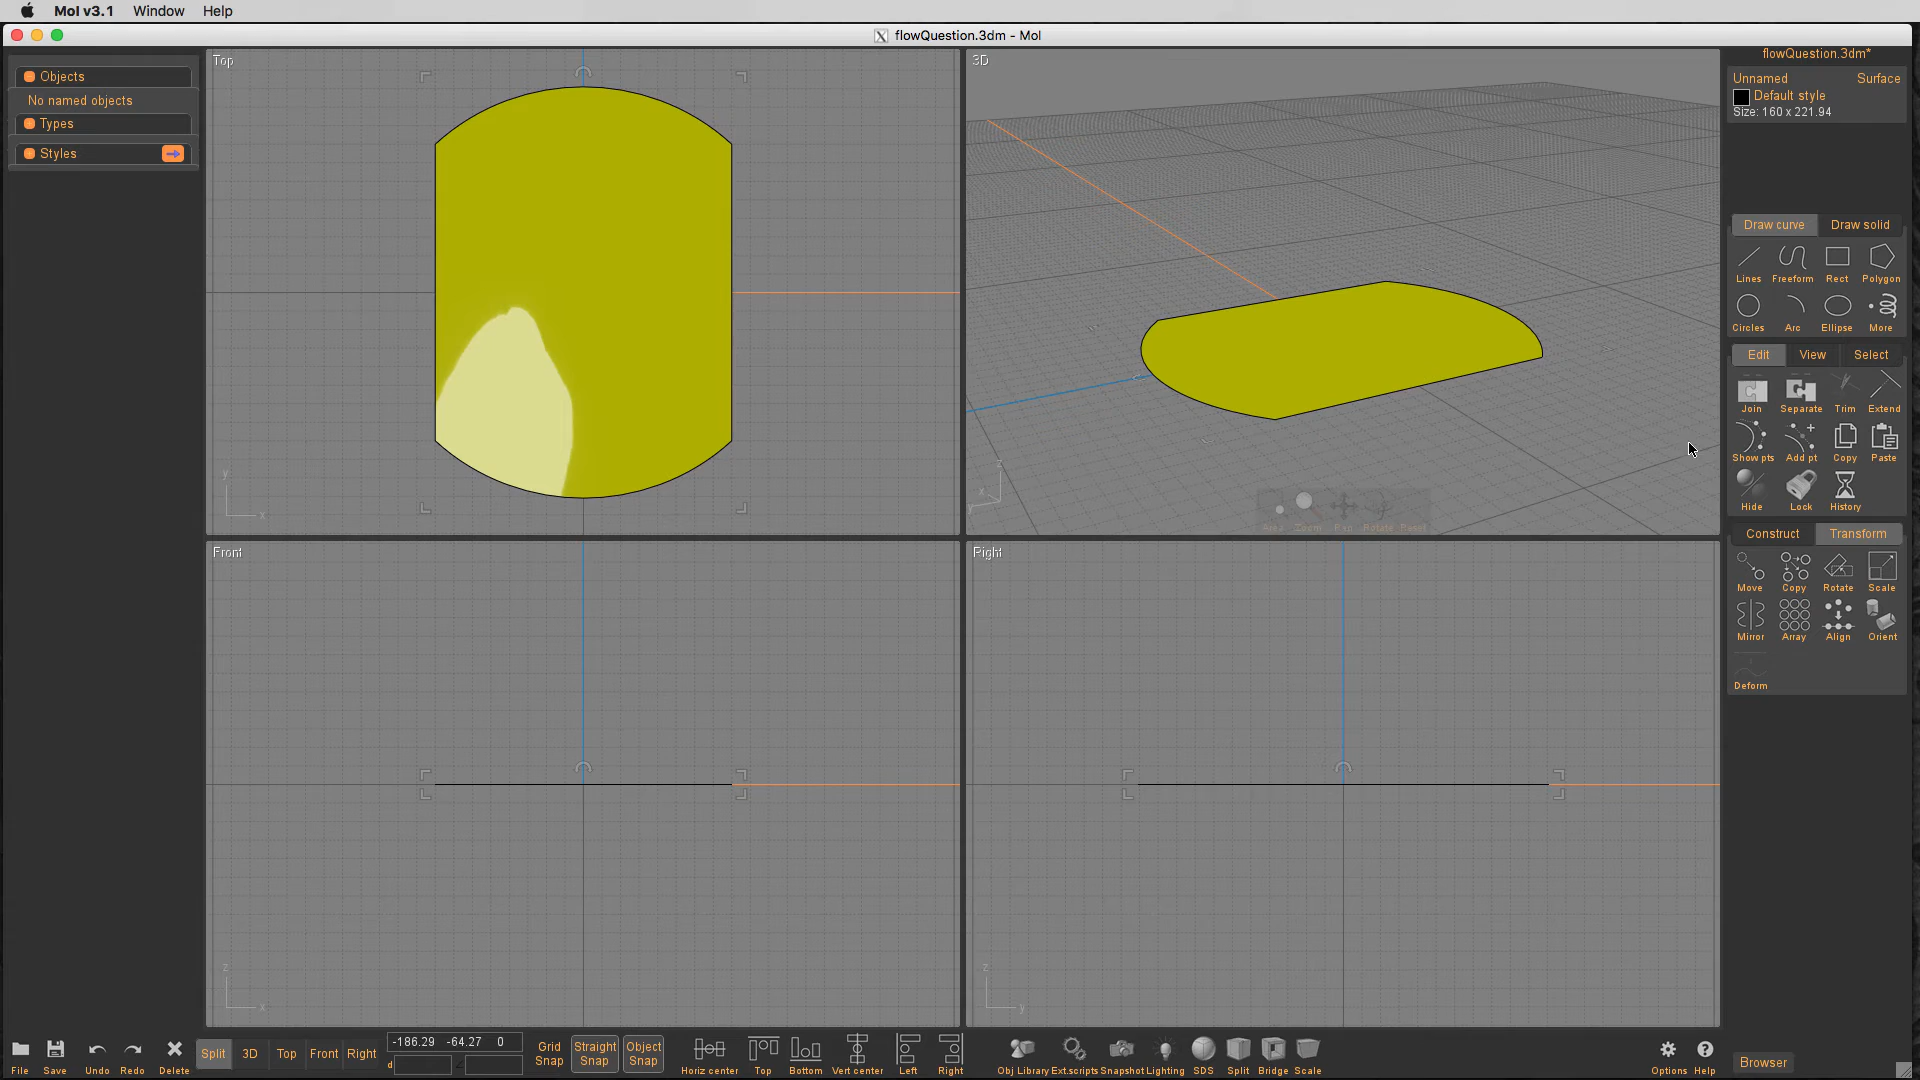 MoI v3.1 Window Help
flowQuestion.3dm - MoI
Objects
No named objects
Types
Styles
Top
3D
flowQuestion.3dm*
Unnamed Surface
Default style
Size: 160 x 221.94
Draw curve Draw solid
Lines Freeform Rect Polygon
Circles Arc Ellipse More
Edit View Select
Join Separate Trim Extend
Show pts Add pt Copy Paste
Hide Lock History
Construct Transform
Move Copy Rotate Scale
Mirror Array Align Orient
Deform
y
x
z
x
y
Area Zoom Pan Rotate Reset
Front
Right
z
x
z
y
File Save Undo Redo Delete
Split 3D Top Front Right
-186.29 -64.27 0
d
Grid Snap
Straight Snap
Object Snap
Horiz center Top Bottom Vert center Left Right
Obj Library Ext.scripts Snapshot Lighting SDS Split Bridge Scale
Options Help
Browser